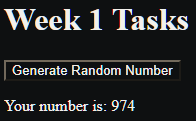 Week 1 Tasks
Generate Random Number
Your number is: 974